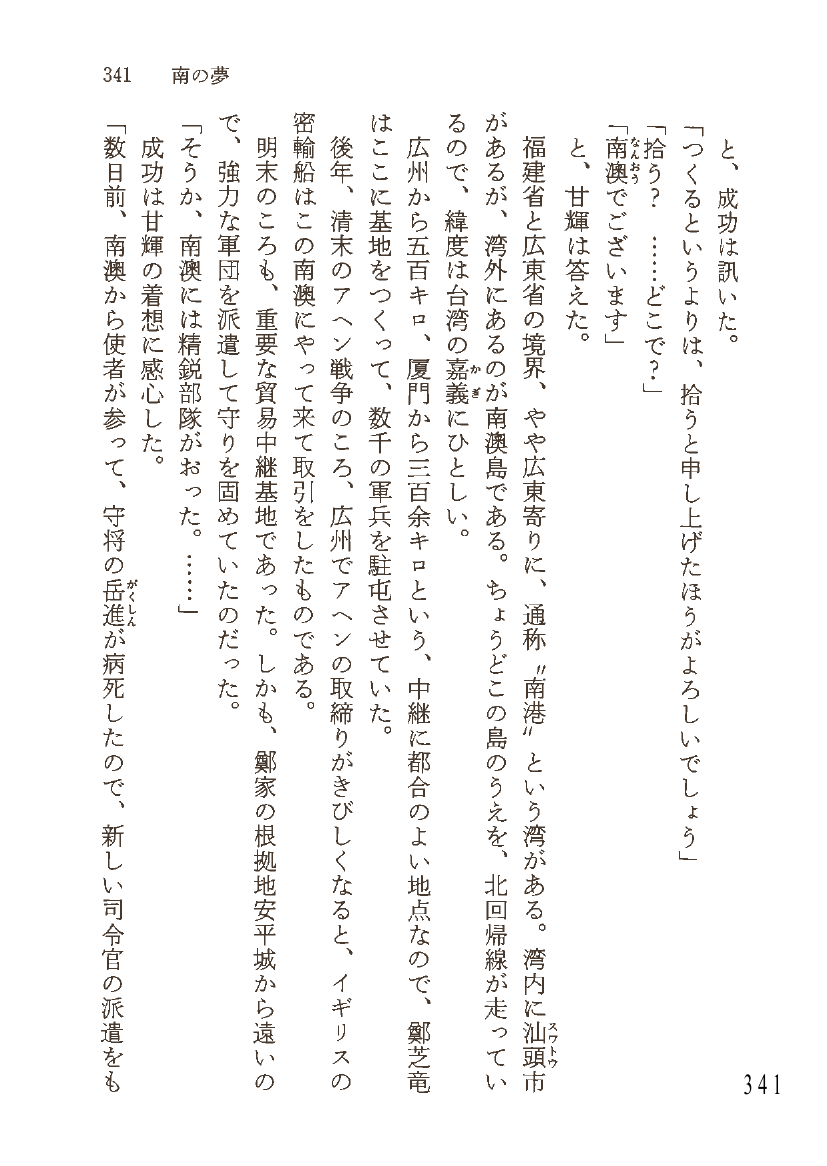 341　南の夢
と、成功は訊いた。
「つくるというよりは、拾うと申し上げたほうがよろしいでしょう」
「拾う？　……どこで？」
「南澳でございます」
なんおう
と、甘輝は答えた。
福建省と広東省の境界、やや広東寄りに、通称〝南港〟という湾がある。湾内に汕頭市
スワトウ
があるが、湾外にあるのが南澳島である。ちょうどこの島のうえを、北回帰線が走ってい
るので、緯度は台湾の嘉義にひとしい。
かぎ
広州から五百キロ、厦門から三百余キロという、中継に都合のよい地点なので、鄭芝竜
はここに基地をつくって、数千の軍兵を駐屯させていた。
後年、清末のアヘン戦争のころ、広州でアヘンの取締りがきびしくなると、イギリスの
密輸船はこの南澳にやって来て取引をしたものである。
明末のころも、重要な貿易中継基地であった。しかも、鄭家の根拠地安平城から遠いの
で、強力な軍団を派遣して守りを固めていたのだった。
「そうか、南澳には精鋭部隊がおった。……」
成功は甘輝の着想に感心した。
「数日前、南澳から使者が参って、守将の岳進が病死したので、新しい司令官の派遣をも
がくしん
341